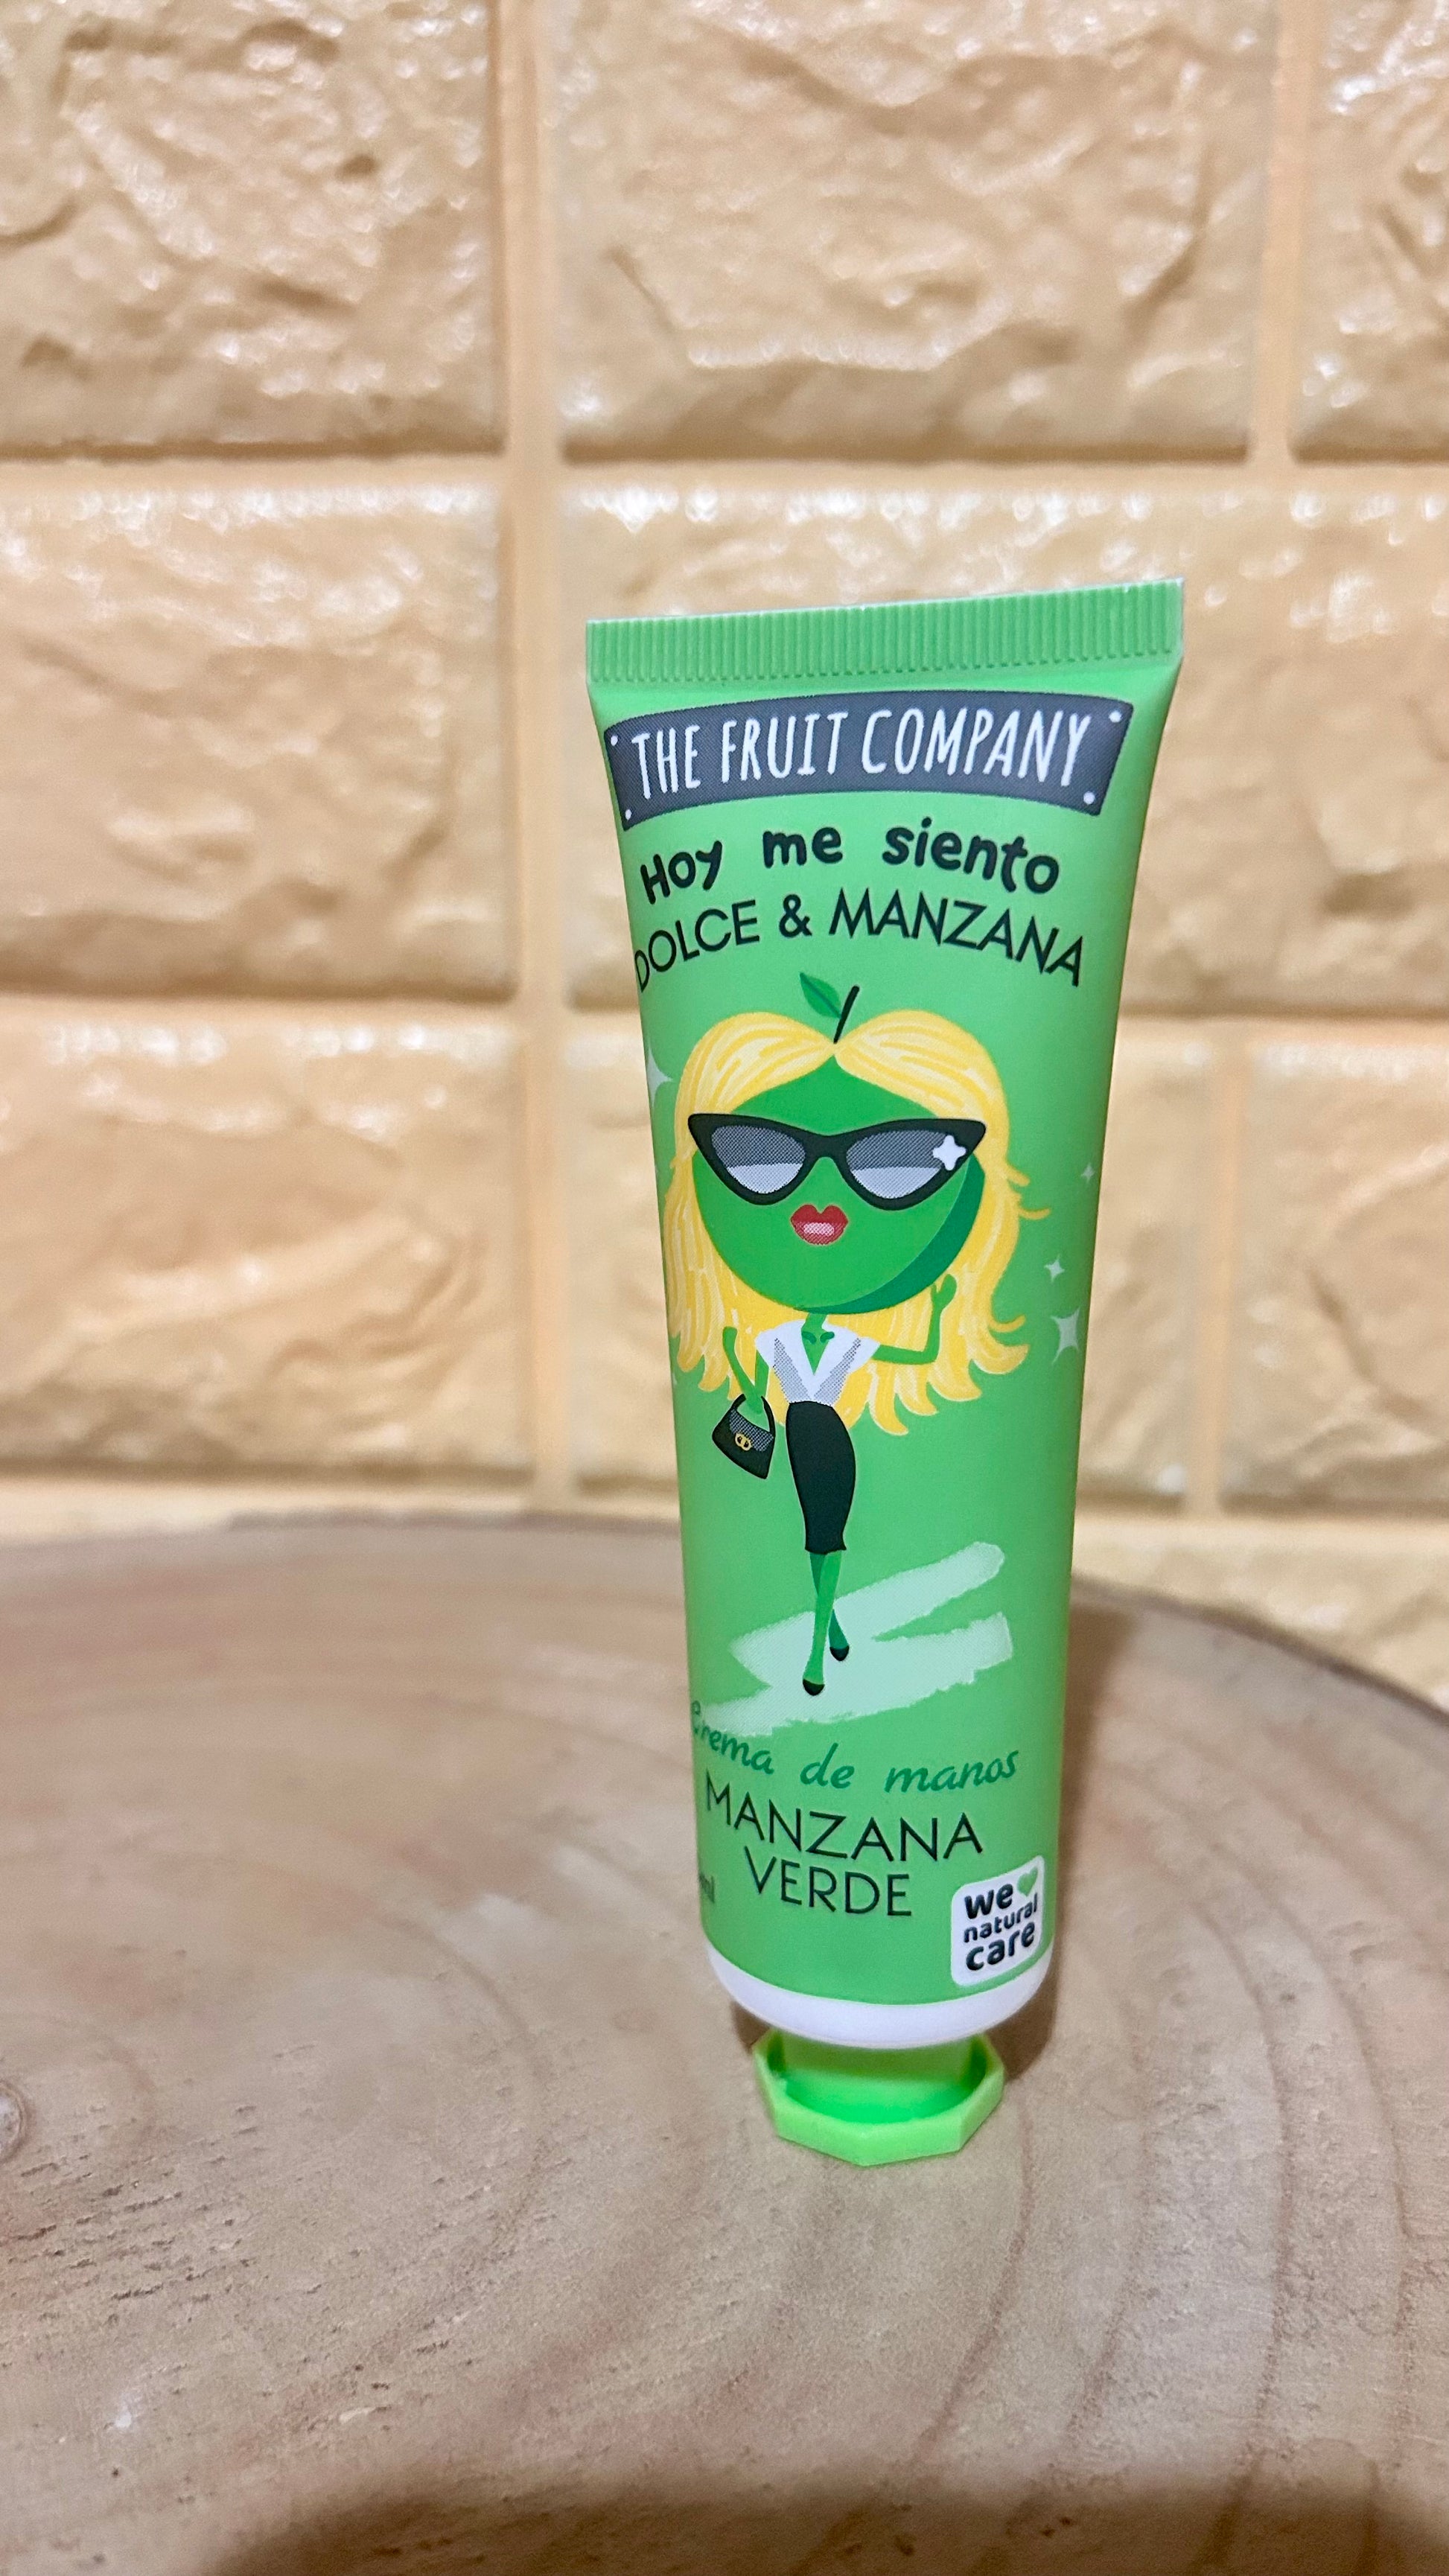 THE FRUIT COMPANY
Hoy me siento
DOLCE & MANZANA
Crema de manos
MANZANA
VERDE
we
natural
care